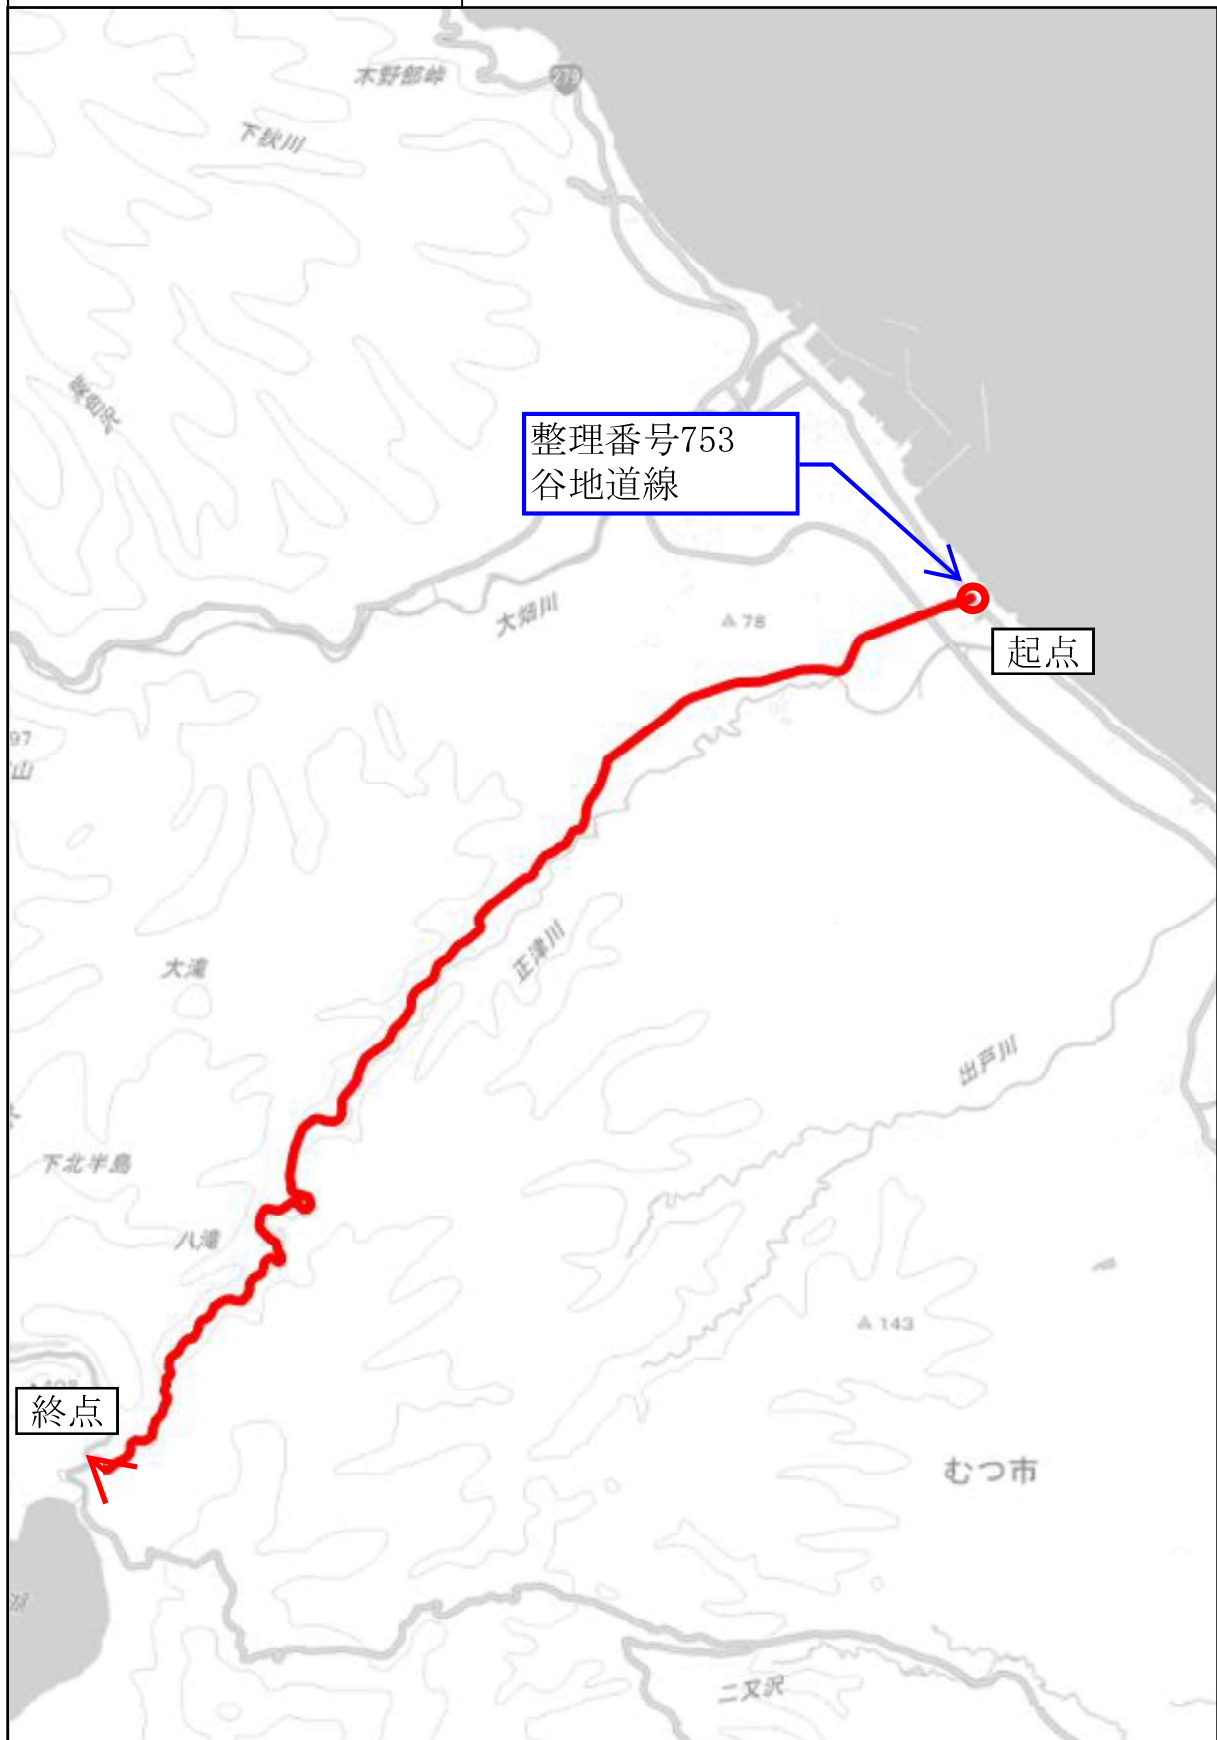 木野部峠
279
下狄川
整理番号753
谷地道線
大畑川
78
起点
97
山
正津川
大滝
出戸川
下北半島
八滝
143
終点
むつ市
二又沢